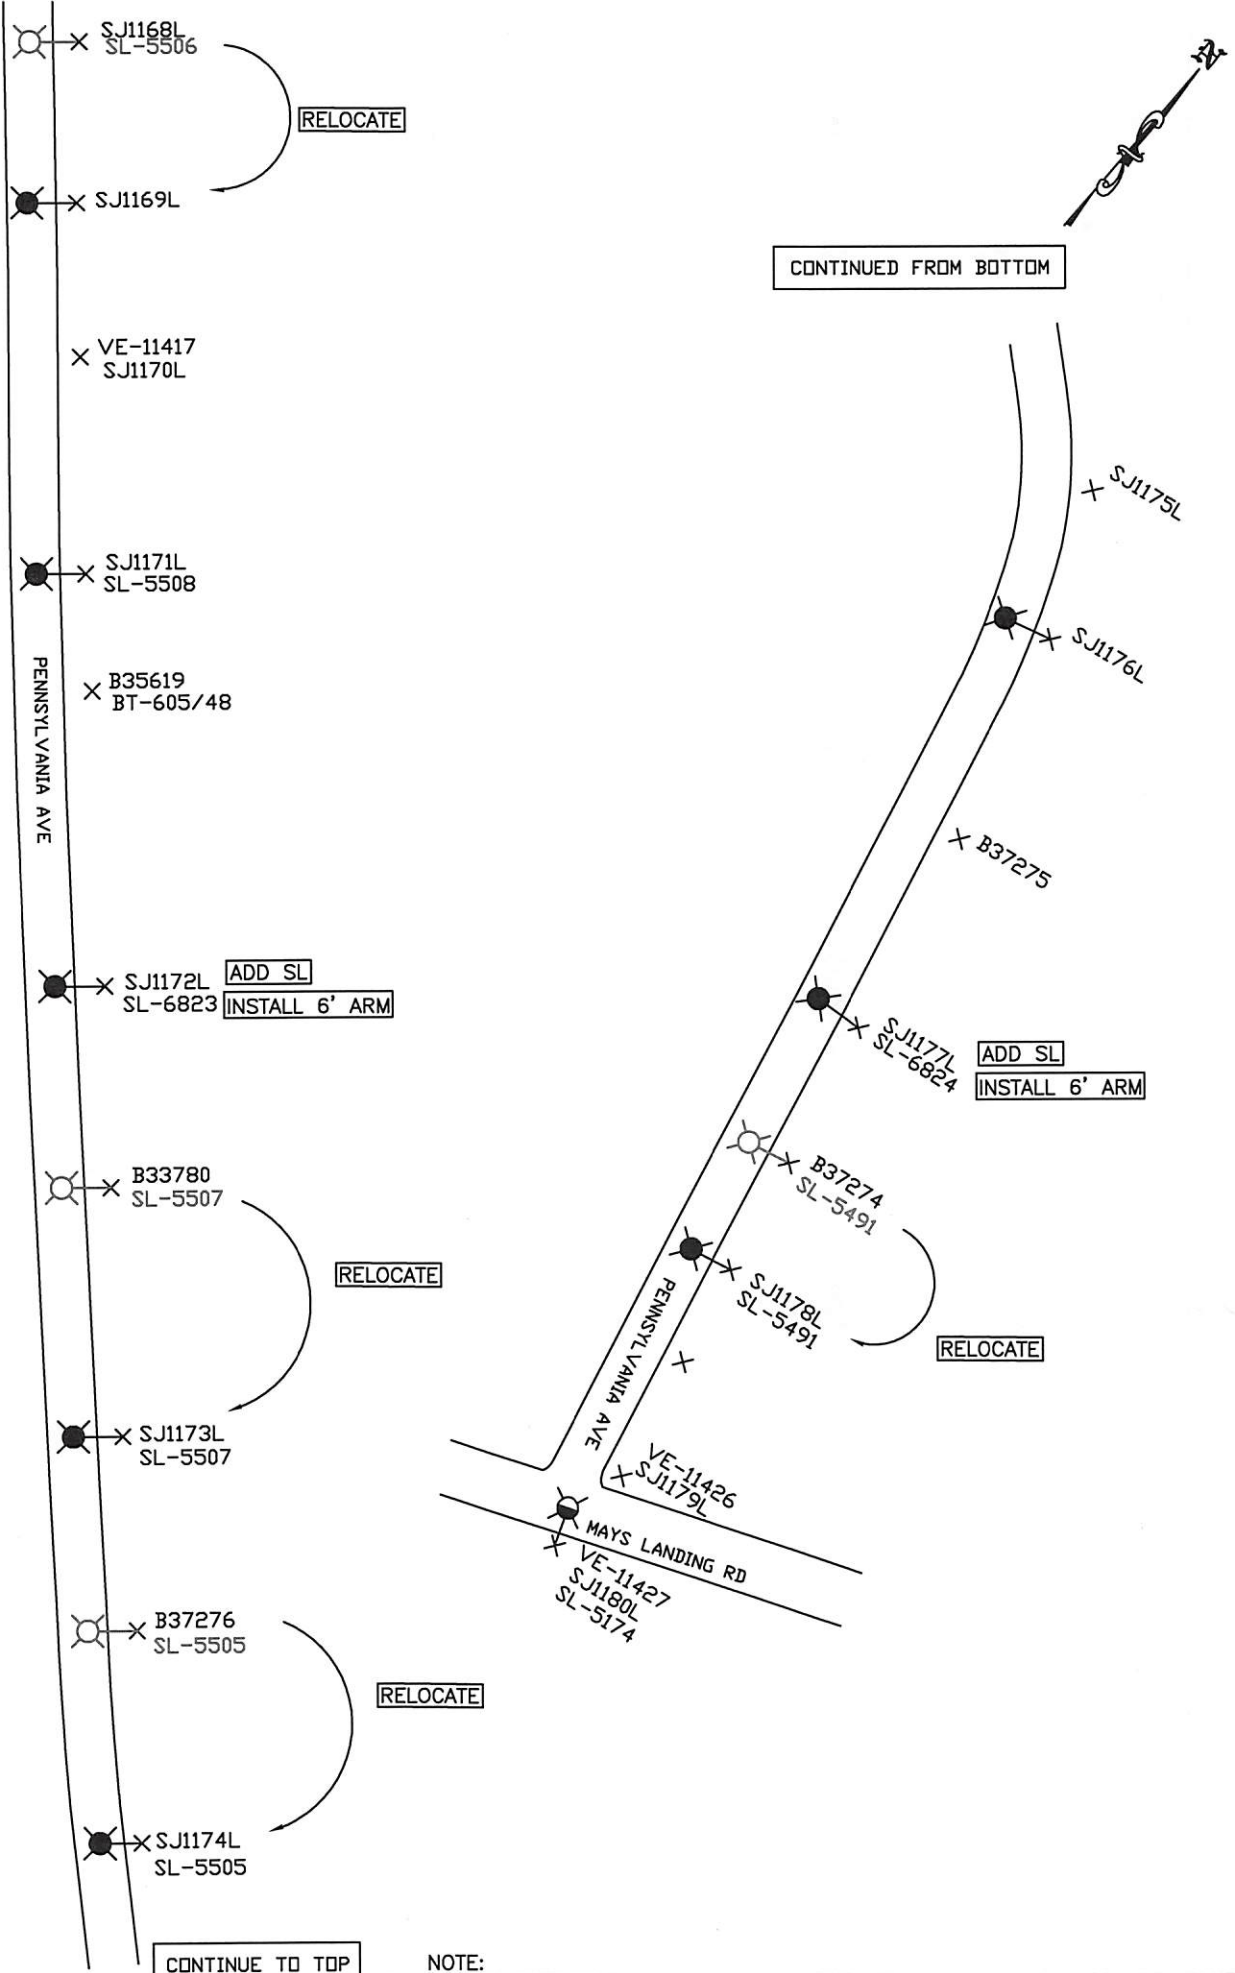 SJ1168L
SL-5506
RELOCATE
SJ1169L
VE-11417
SJ1170L
SJ1171L
SL-5508
PENNSYLVANIA AVE
B35619
BT-605/48
SJ1172L
SL-6823
ADD SL
INSTALL 6' ARM
B33780
SL-5507
RELOCATE
SJ1173L
SL-5507
B37276
SL-5505
RELOCATE
SJ1174L
SL-5505
CONTINUE TO TOP
NOTE:
N
CONTINUED FROM BOTTOM
SJ1175L
SJ1176L
B37275
SJ1177L
SL-6824
ADD SL
INSTALL 6' ARM
B37274
SL-5491
SJ1178L
SL-5491
RELOCATE
PENNSYLVANIA AVE
VE-11426
SJ1179L
MAYS LANDING RD
VE-11427
SJ1180L
SL-5174